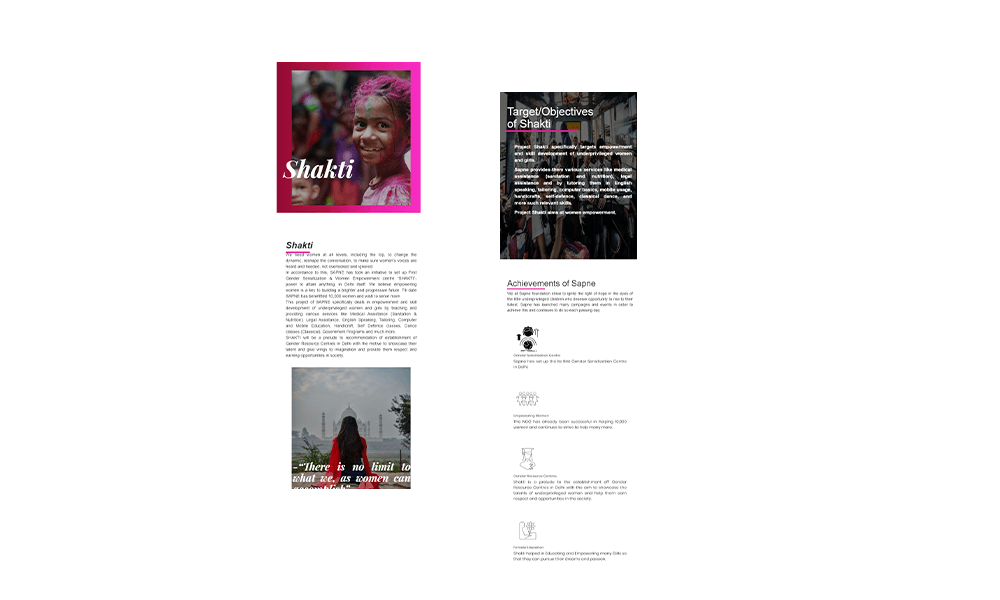 Shakti
Shakti
We need women at all levels, including the top, to change the
dynamic, reshape the conversation, to make sure women's voices are
heard and heeded, not overlooked and ignored.
In accordance to this, SAPNE has took an initiative to set up First
Gender Sensitization & Women Empowerment centre "SHAKTI"-
power to attain anything in Delhi itself. We believe empowering
women is a key to building a brighter and progressive future. Till date
SAPNE has benefitted 10,000 women and wish to serve more.
This project of SAPNE specifically deals in empowerment and skill
development of underprivileged women and girls by teaching and
providing various services like Medical Assistance (Sanitation &
Nutrition), Legal Assistance, English Speaking, Tailoring, Computer
and Mobile Education, Handicraft, Self Defence Classes, Dance
classes (Classical), Government Programs and much more.
SHAKTI will be a prelude to recommendation of establishment of
Gender Resource Centres in Delhi with the motive to showcase their
talent and give wings to imagination and provide them respect and
earning opportunities in society.
-“There is no limit to
what we, as women can
accomplish”
Target/Objectives
of Shakti
Project Shakti specifically targets empowerment
and skill development of underprivileged women
and girls.
Sapne provides them various services like medical
assistance (sanitation and nutrition), legal
assistance and by tutoring them in English
speaking, tailoring, computer basics, mobile usage,
handicrafts, self-defence, classical dance, and
more such relevant skills.
Project Shakti aims at women empowerment.
Achievements of Sapne
We at Sapne foundation strive to ignite the light of hope in the eyes of
the little underprivileged children who deserve opportunity to rise to their
fullest. Sapne has launched many campaigns and events in order to
achieve this and continues to do so each passing day.
Gender Sensitization Centre
Sapne has set up the first Gender Sensitization Centre
in Delhi
Empowering Women
The NGO has already been successful in helping 10,000
women and continues to strive to help many more.
Gender Resource Centres
Shakti is a prelude to the establishment off Gender
Resource Centres in Delhi with the aim to showcase the
talents of underprivileged women and help them earn
respect and opportunities in the society.
Female Education
Shakti helped in Educating and Empowering many Girls so
that they can pursue their dreams and passion.